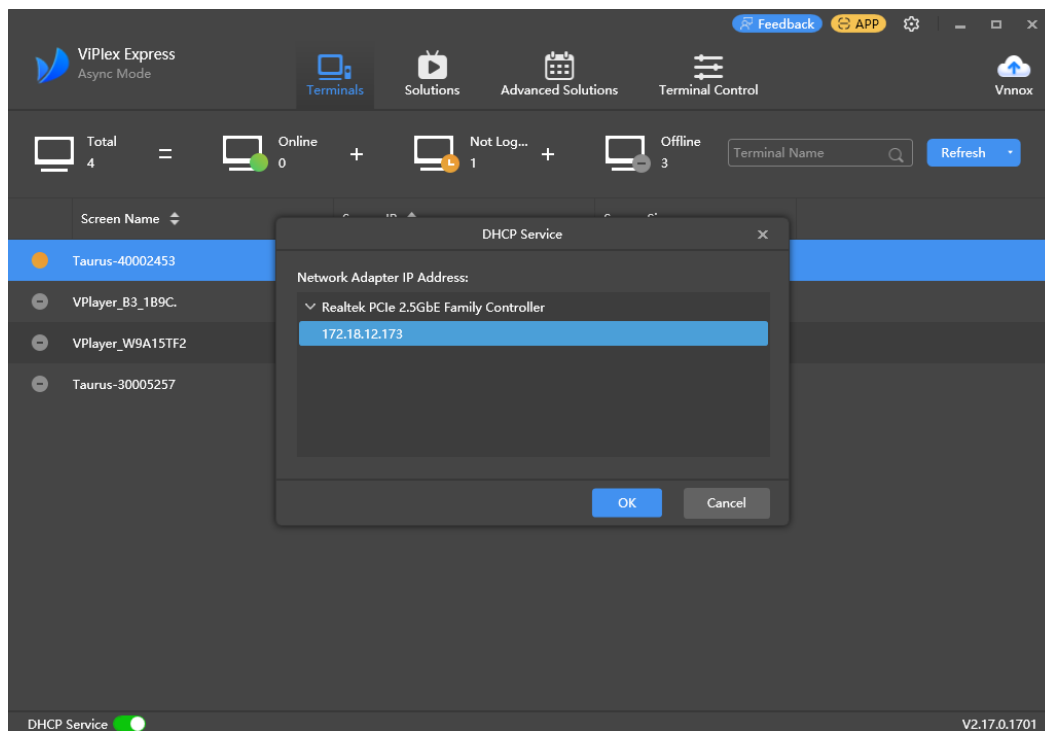 Feedback
APP
ViPlex Express
Async Mode
Terminals
Solutions
Advanced Solutions
Terminal Control
Vnnox
Total
4
=
Online
0
+
Not Log...
1
+
Offline
3
Terminal Name
Refresh
Screen Name
DHCP Service
Taurus-40002453
Network Adapter IP Address:
VPlayer_B3_1B9C.
Realtek PCIe 2.5GbE Family Controller
172.18.12.173
VPlayer_W9A15TF2
Taurus-30005257
OK
Cancel
DHCP Service
V2.17.0.1701